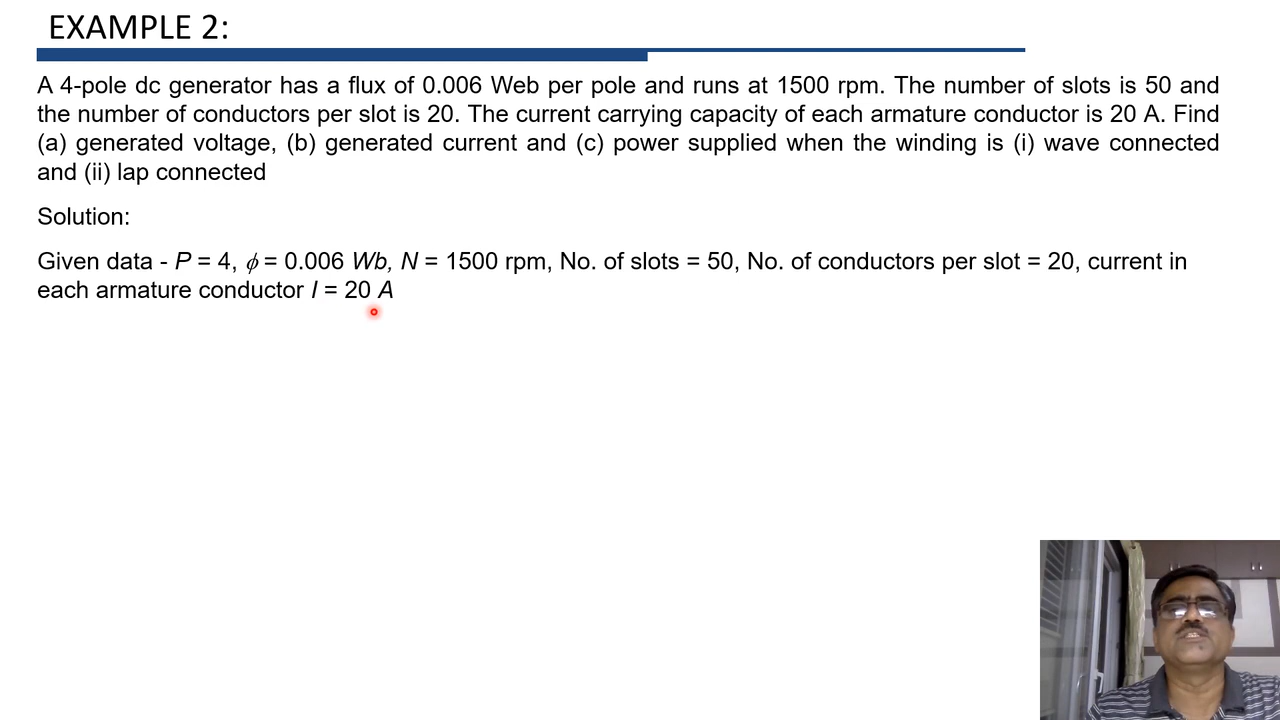 EXAMPLE 2:
A 4-pole dc generator has a flux of 0.006 Web per pole and runs at 1500 rpm. The number of slots is 50 and
the number of conductors per slot is 20. The current carrying capacity of each armature conductor is 20 A. Find
(a) generated voltage, (b) generated current and (c) power supplied when the winding is (i) wave connected
and (ii) lap connected
Solution:
Given data - P = 4, ϕ = 0.006 Wb, N = 1500 rpm, No. of slots = 50, No. of conductors per slot = 20, current in
each armature conductor I = 20 A